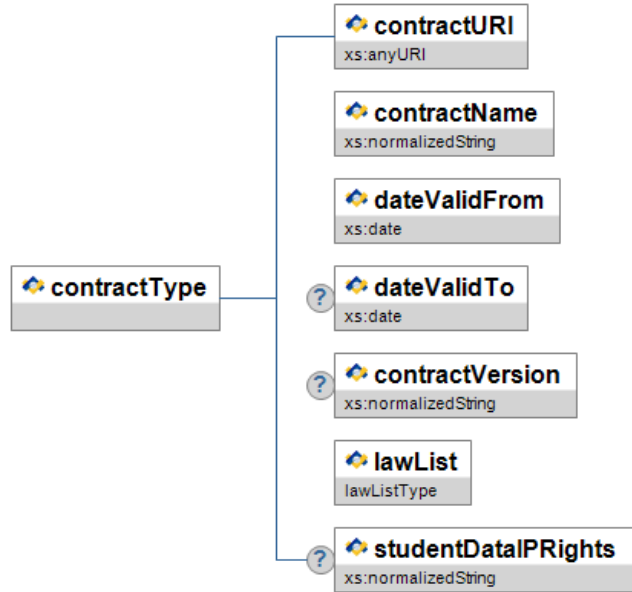 contractURI
xs:anyURI
contractName
xs:normalizedString
dateValidFrom
xs:date
contractType
? dateValidTo
xs:date
? contractVersion
xs:normalizedString
lawList
lawListType
? studentDataIPRights
xs:normalizedString